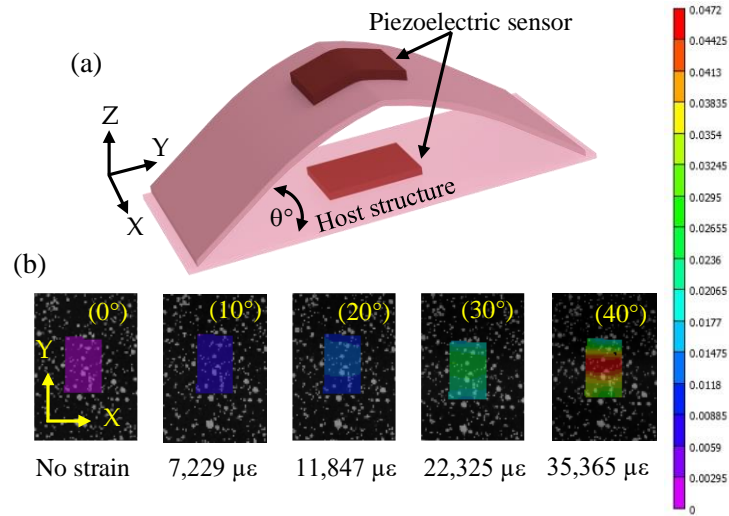 Piezoelectric sensor
(a)
Z
Y
X
θ°
Host structure
(b)
(0°)
(10°)
(20°)
(30°)
(40°)
Y
X
No strain
7,229 με
11,847 με
22,325 με
35,365 με
0.0472
0.04425
0.0413
0.03835
0.0354
0.03245
0.0295
0.02655
0.0236
0.02065
0.0177
0.01475
0.0118
0.00885
0.0059
0.00295
0